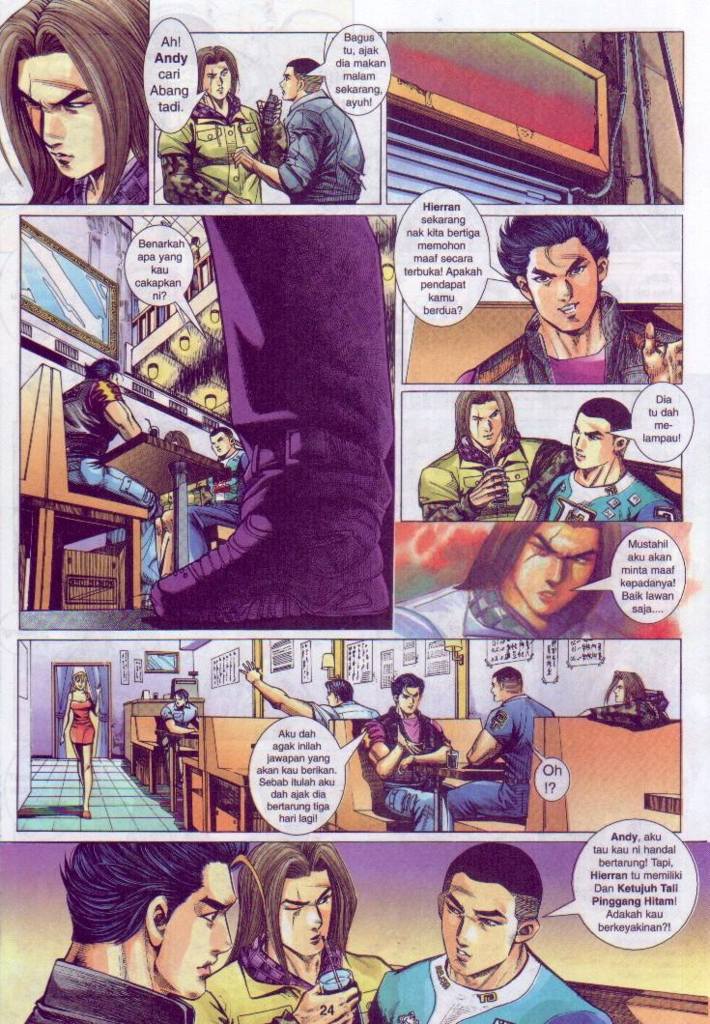 Ah!
Andy
cari
Abang
tadi.
Bagus
tu, ajak
dia makan
malam
sekarang,
ayuh!
Benarkah
apa yang
kau
cakapkan
ni?
Hierran
sekarang
nak kita bertiga
memohon
maaf secara
terbuka! Apakah
pendapat
kamu
berdua?
Dia
tu dah
me-
lampau!
Mustahil
aku akan
minta maaf
kepadanya!
Baik lawan
saja....
Aku dah
agak inilah
jawapan yang
akan kau berikan.
Sebab itulah aku
dah ajak dia
bertarung tiga
hari lagi!
Oh
!?
Andy, aku
tau kau ni handal
bertarung! Tapi,
Hierran tu memiliki
Dan Ketujuh Tali
Pinggang Hitam!
Adakah kau
berkeyakinan?!
24